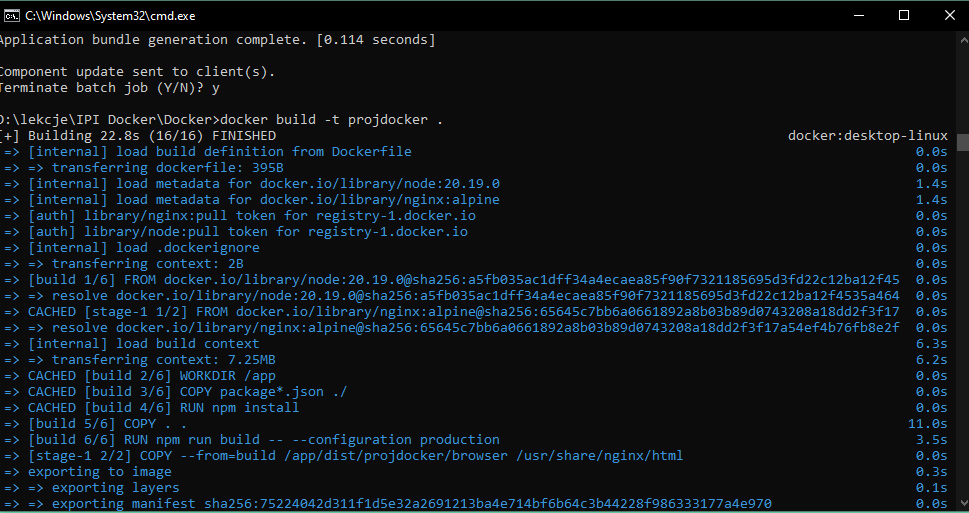 C:\Windows\System32\cmd.exe
Application bundle generation complete. [0.114 seconds]
Component update sent to client(s).
Terminate batch job (Y/N)? y
D:\lekcje\IPI Docker\Docker>docker build -t projdocker .
[+] Building 22.8s (16/16) FINISHED docker:desktop-linux
=> [internal] load build definition from Dockerfile 0.0s
=> => transferring dockerfile: 395B 0.0s
=> [internal] load metadata for docker.io/library/node:20.19.0 1.4s
=> [internal] load metadata for docker.io/library/nginx:alpine 1.4s
=> [auth] library/nginx:pull token for registry-1.docker.io 0.0s
=> [auth] library/node:pull token for registry-1.docker.io 0.0s
=> [internal] load .dockerignore 0.0s
=> => transferring context: 2B 0.0s
=> [build 1/6] FROM docker.io/library/node:20.19.0@sha256:a5fb035ac1dff34a4ecaea85f90f7321185695d3fd22c12ba12f45 0.0s
=> => resolve docker.io/library/node:20.19.0@sha256:a5fb035ac1dff34a4ecaea85f90f7321185695d3fd22c12ba12f4535a464 0.0s
=> CACHED [stage-1 1/2] FROM docker.io/library/nginx:alpine@sha256:65645c7bb6a0661892a8b03b89d0743208a18dd2f3f17 0.0s
=> => resolve docker.io/library/nginx:alpine@sha256:65645c7bb6a0661892a8b03b89d0743208a18dd2f3f17a54ef4b76fb8e2f 0.0s
=> [internal] load build context 6.3s
=> => transferring context: 7.25MB 6.2s
=> CACHED [build 2/6] WORKDIR /app 0.0s
=> CACHED [build 3/6] COPY package*.json ./ 0.0s
=> CACHED [build 4/6] RUN npm install 0.0s
=> [build 5/6] COPY . . 11.0s
=> [build 6/6] RUN npm run build -- --configuration production 3.5s
=> [stage-1 2/2] COPY --from=build /app/dist/projdocker/browser /usr/share/nginx/html 0.0s
=> exporting to image 0.3s
=> => exporting layers 0.1s
=> => exporting manifest sha256:75224042d311f1d5e32a2691213ba4e714bf6b64c3b44228f986333177a4e970 0.0s